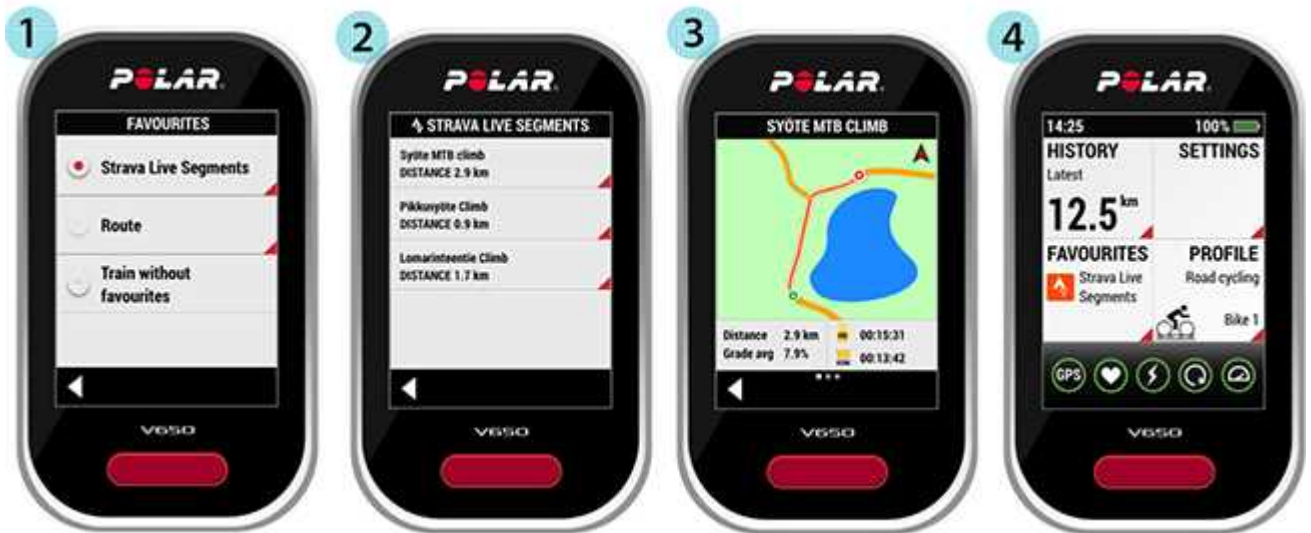 1
POLAR
FAVOURITES
Strava Live Segments
Route
Train without
favourites
V650
2
POLAR
STRAVA LIVE SEGMENTS
Syöte MTB climb
DISTANCE 2.9 km
Pikkusyöte Climb
DISTANCE 0.9 km
Lomarinteentie Climb
DISTANCE 1.7 km
V650
3
POLAR
SYÖTE MTB CLIMB
Distance 2.9 km 00:15:31
Grade avg 7.9% 00:13:42
V650
4
POLAR
14:25 100%
HISTORY
Latest
12.5 km
SETTINGS
FAVOURITES
Strava Live
Segments
PROFILE
Road cycling
Bike 1
GPS
V650